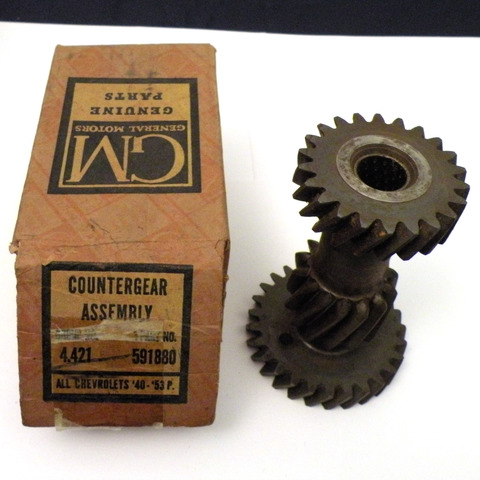 GM
GENERAL MOTORS
GENUINE
PARTS
COUNTERGEAR
ASSEMBLY
NO.
4.421 591880
ALL CHEVROLETS '40-'53 P.